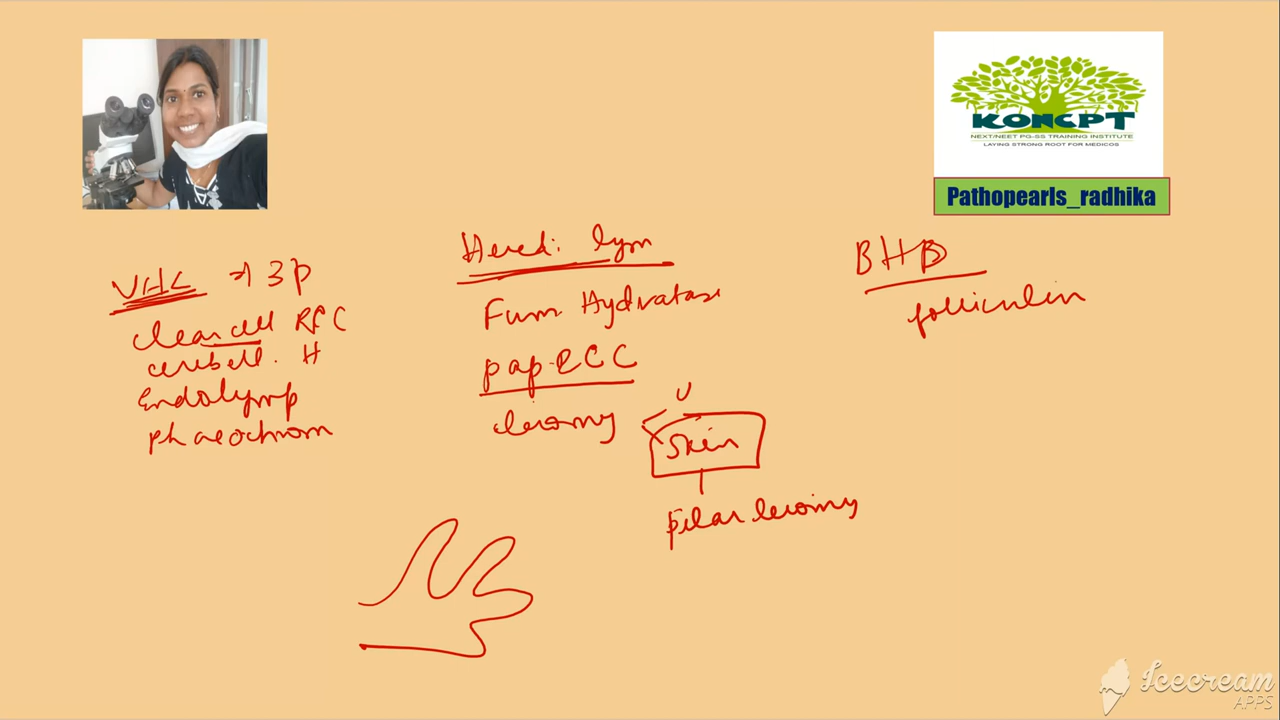 KONCPT
NEXT/NEET PG-SS TRAINING INSTITUTE
LAYING STRONG ROOT FOR MEDICOS
Pathopearls_radhika
VHL → 3p
clear cell RCC
cerebell. H
Endolymp
phaeochrom
Heredi. lym
Fum Hydratase
pap. RCC
leiomy
U
Skin
pilar leiomy
BHD
folliculin
Icecream
APPS